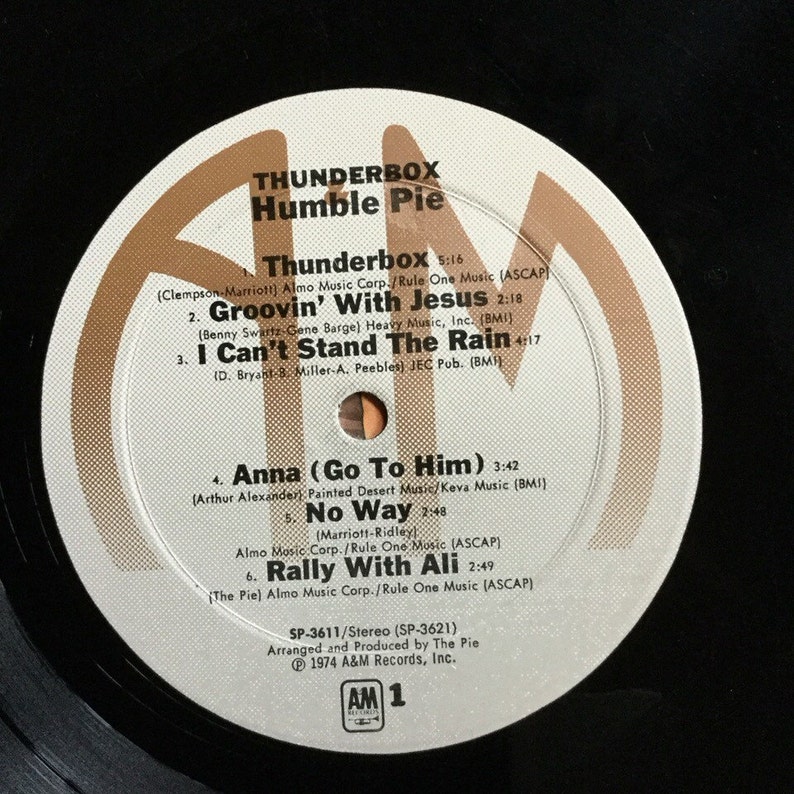 A&M
THUNDERBOX
Humble Pie
1. Thunderbox 5:16
(Clempson-Marriott) Almo Music Corp./Rule One Music (ASCAP)
2. Groovin' With Jesus 2:18
(Benny Swartz-Gene Barge) Heavy Music, Inc. (BMI)
3. I Can't Stand The Rain 4:17
(D. Bryant-B. Miller-A. Peebles) JEC Pub. (BMI)
4. Anna (Go To Him) 3:42
(Arthur Alexander) Painted Desert Music/Keva Music (BMI)
5. No Way 2:48
(Marriott-Ridley)
Almo Music Corp./Rule One Music (ASCAP)
6. Rally With Ali 2:49
(The Pie) Almo Music Corp./Rule One Music (ASCAP)
SP-3611/Stereo (SP-3621)
Arranged and Produced by The Pie
℗ 1974 A&M Records, Inc.
A&M RECORDS 1